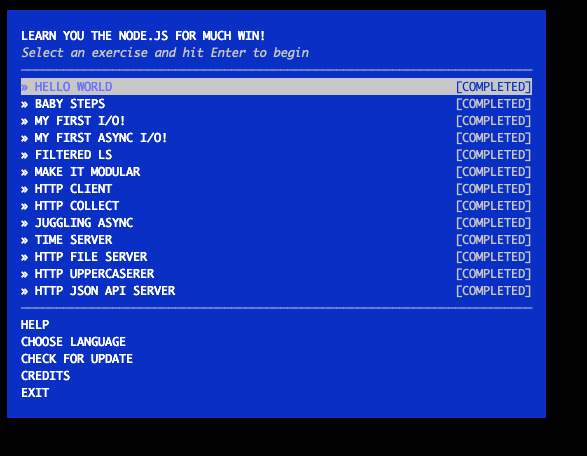 LEARN YOU THE NODE.JS FOR MUCH WIN!
Select an exercise and hit Enter to begin
» HELLO WORLD [COMPLETED]
» BABY STEPS [COMPLETED]
» MY FIRST I/O! [COMPLETED]
» MY FIRST ASYNC I/O! [COMPLETED]
» FILTERED LS [COMPLETED]
» MAKE IT MODULAR [COMPLETED]
» HTTP CLIENT [COMPLETED]
» HTTP COLLECT [COMPLETED]
» JUGGLING ASYNC [COMPLETED]
» TIME SERVER [COMPLETED]
» HTTP FILE SERVER [COMPLETED]
» HTTP UPPERCASERER [COMPLETED]
» HTTP JSON API SERVER [COMPLETED]
HELP
CHOOSE LANGUAGE
CHECK FOR UPDATE
CREDITS
EXIT